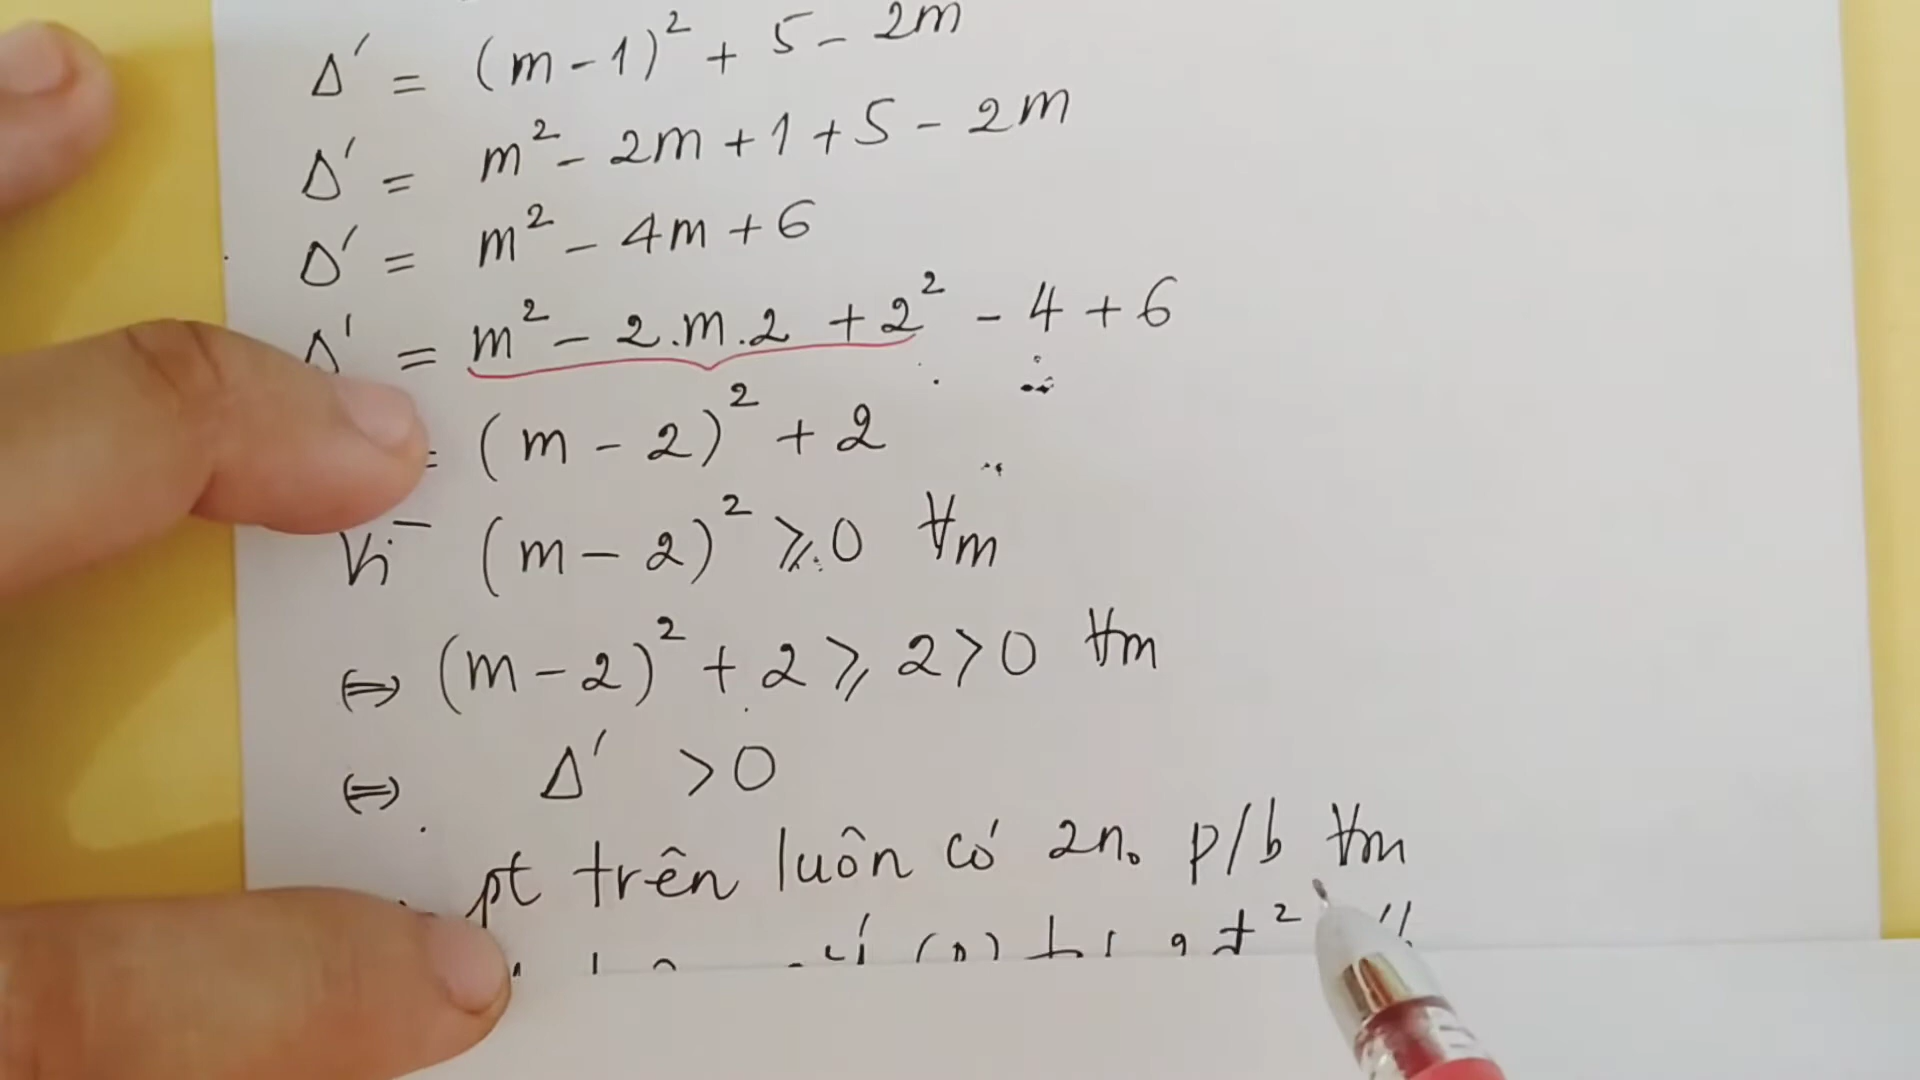 Δ' = (m - 1)² + 5 - 2m
Δ' = m² - 2m + 1 + 5 - 2m
Δ' = m² - 4m + 6
Δ' = m² - 2.m.2 + 2² - 4 + 6
= (m - 2)² + 2
Vì (m - 2)² ⩾ 0 ∀m
⇔ (m - 2)² + 2 ⩾ 2 > 0 ∀m
⇔ Δ' > 0
pt trên luôn có 2n₀ p/b ∀m